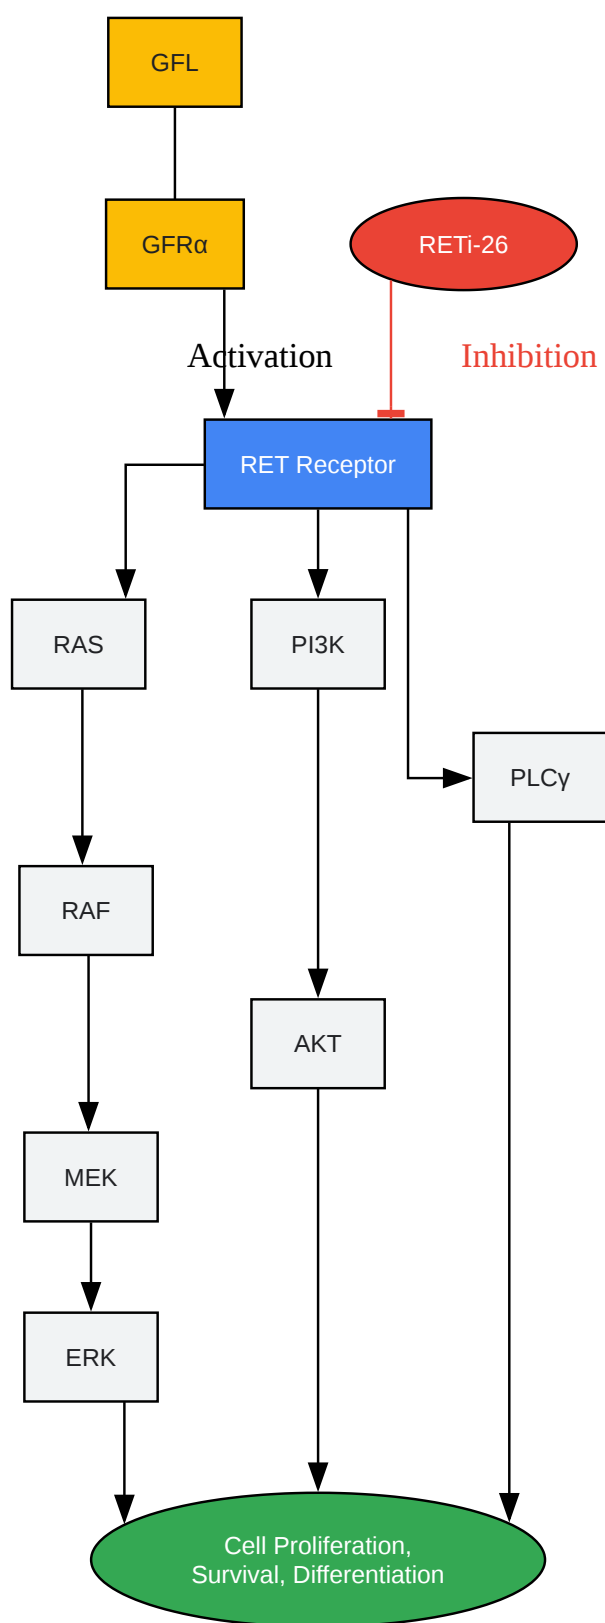 GFL
GFRα
RETi-26
Activation
Inhibition
RET Receptor
RAS
PI3K
PLCγ
RAF
AKT
MEK
ERK
Cell Proliferation,
Survival, Differentiation